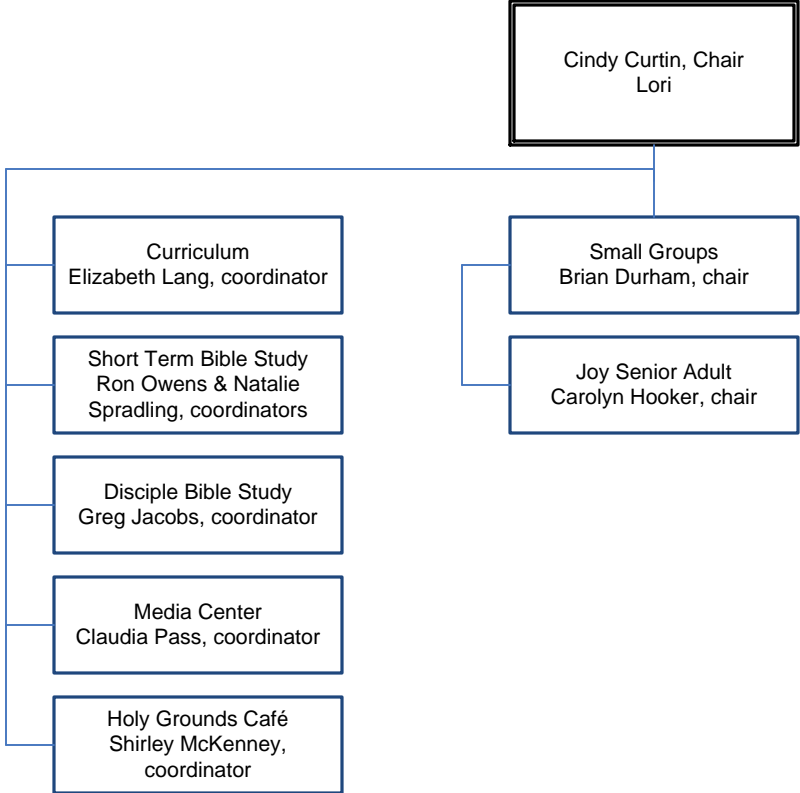 Cindy Curtin, Chair
Lori
Curriculum
Elizabeth Lang, coordinator
Short Term Bible Study
Ron Owens & Natalie
Spradling, coordinators
Disciple Bible Study
Greg Jacobs, coordinator
Media Center
Claudia Pass, coordinator
Holy Grounds Café
Shirley McKenney,
coordinator
Small Groups
Brian Durham, chair
Joy Senior Adult
Carolyn Hooker, chair